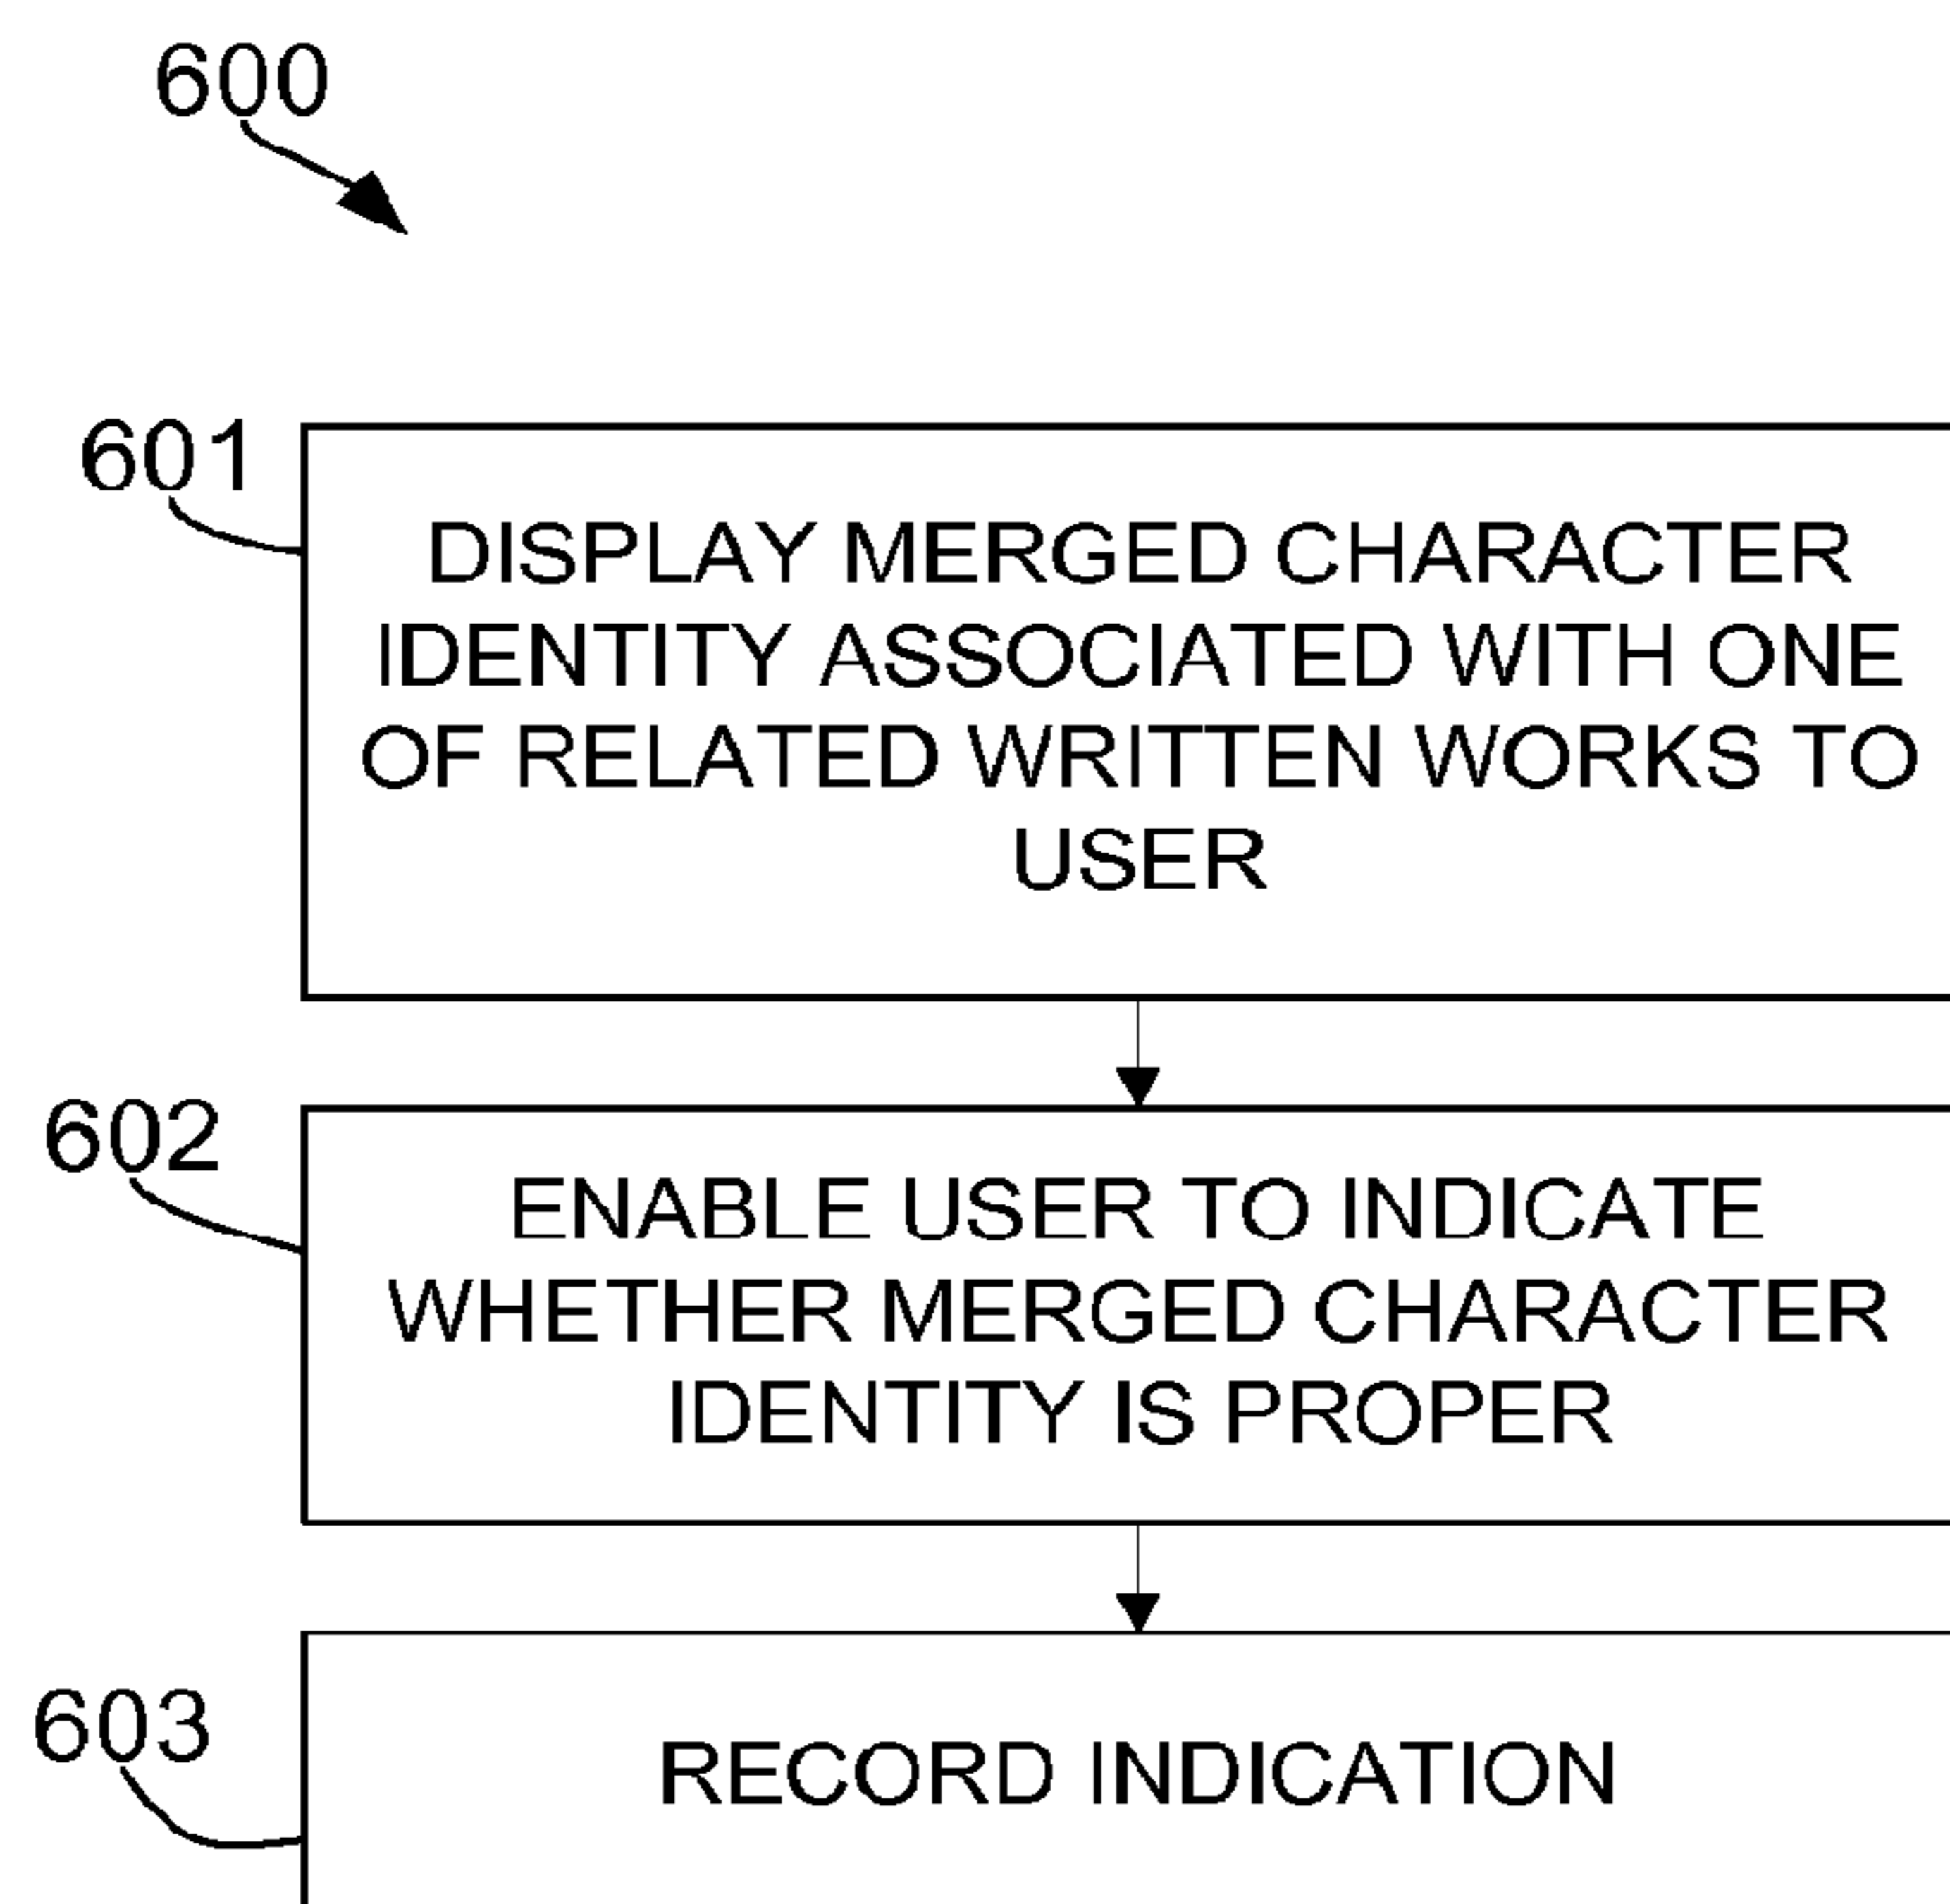 600
601
DISPLAY MERGED CHARACTER
IDENTITY ASSOCIATED WITH ONE
OF RELATED WRITTEN WORKS TO
USER
602
ENABLE USER TO INDICATE
WHETHER MERGED CHARACTER
IDENTITY IS PROPER
603
RECORD INDICATION